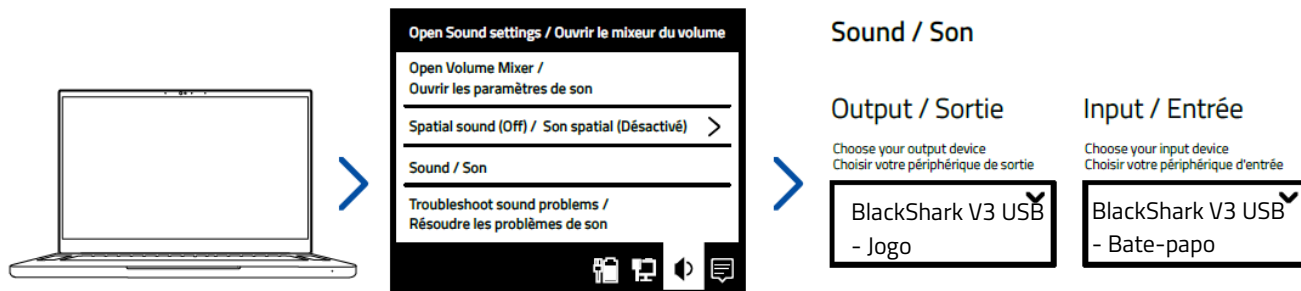 Open Sound settings / Ouvrir le mixeur du volume
Open Volume Mixer /
Ouvrir les paramètres de son
Spatial sound (Off) / Son spatial (Désactivé)
Sound / Son
Troubleshoot sound problems /
Résoudre les problèmes de son
Sound / Son
Output / Sortie
Choose your output device
Choisir votre périphérique de sortie
BlackShark V3 USB
- Jogo
Input / Entrée
Choose your input device
Choisir votre périphérique d'entrée
BlackShark V3 USB
- Bate-papo